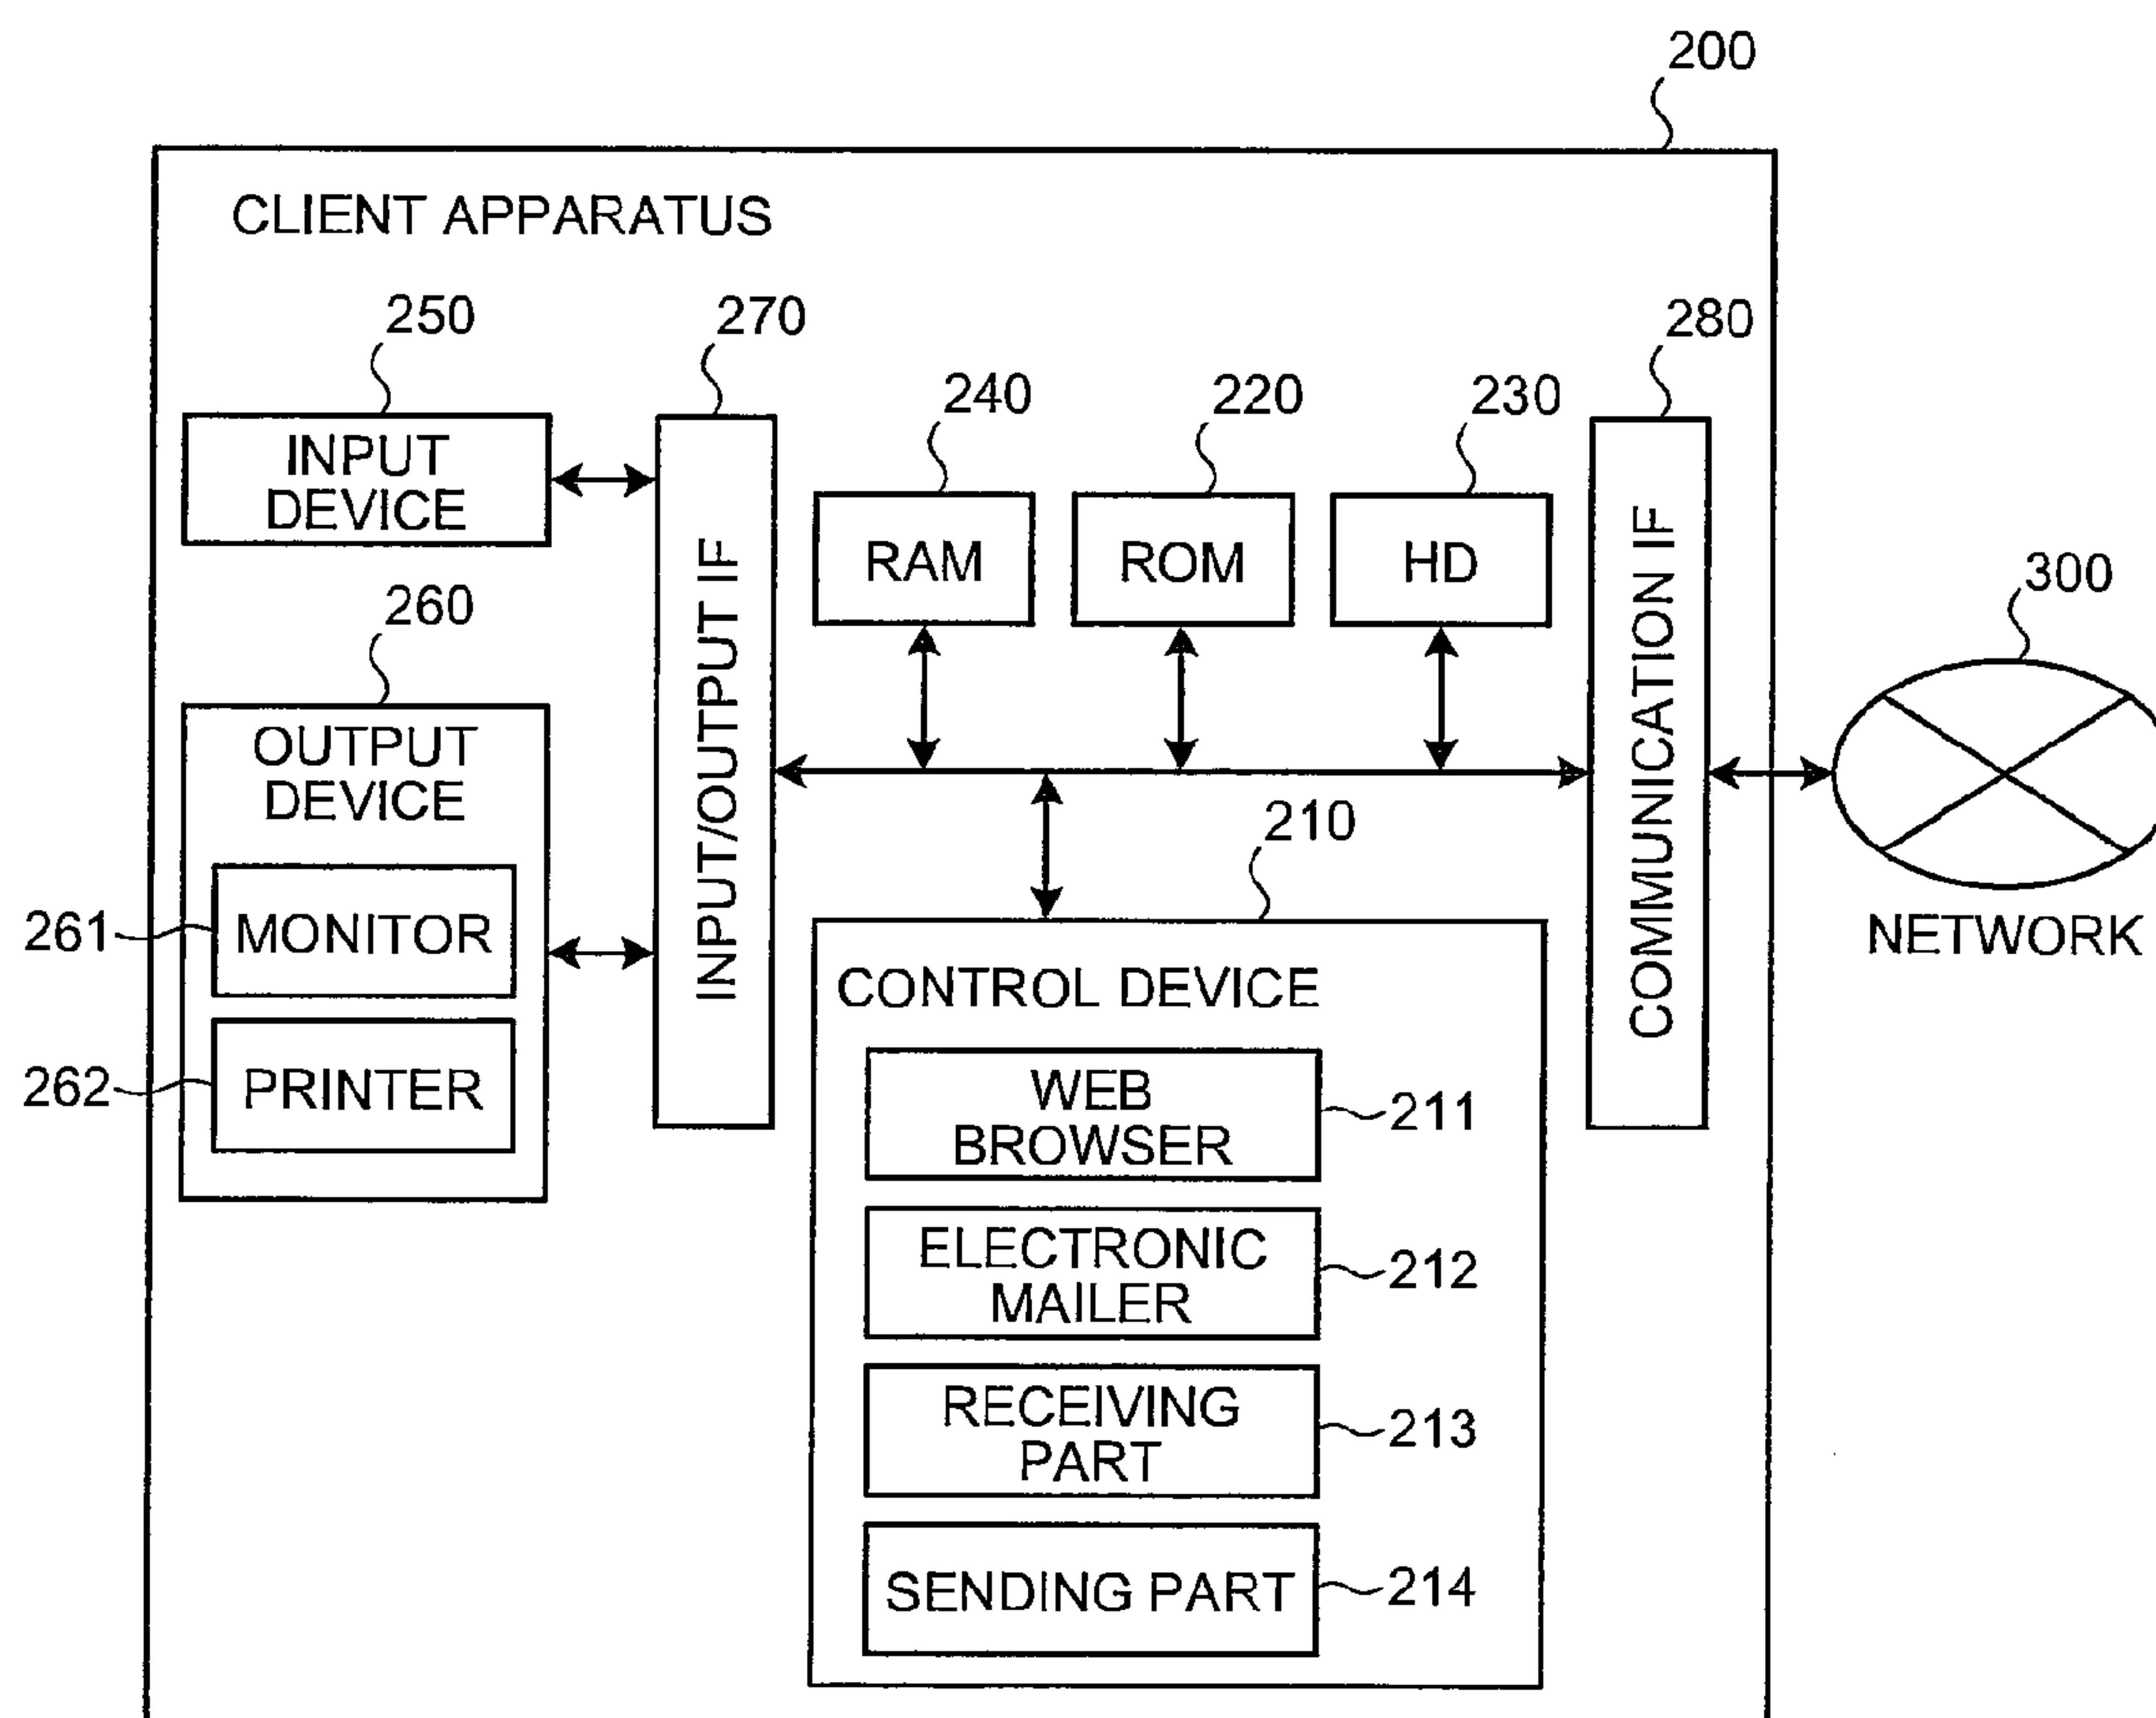 200
CLIENT APPARATUS
250
270
280
240
220
230
INPUT
DEVICE
RAM
ROM
HD
INPUT/OUTPUT IF
COMMUNICATION IF
300
260
OUTPUT
DEVICE
210
261
MONITOR
NETWORK
CONTROL DEVICE
262
PRINTER
WEB
BROWSER
211
ELECTRONIC
MAILER
212
RECEIVING
PART
213
SENDING PART
214